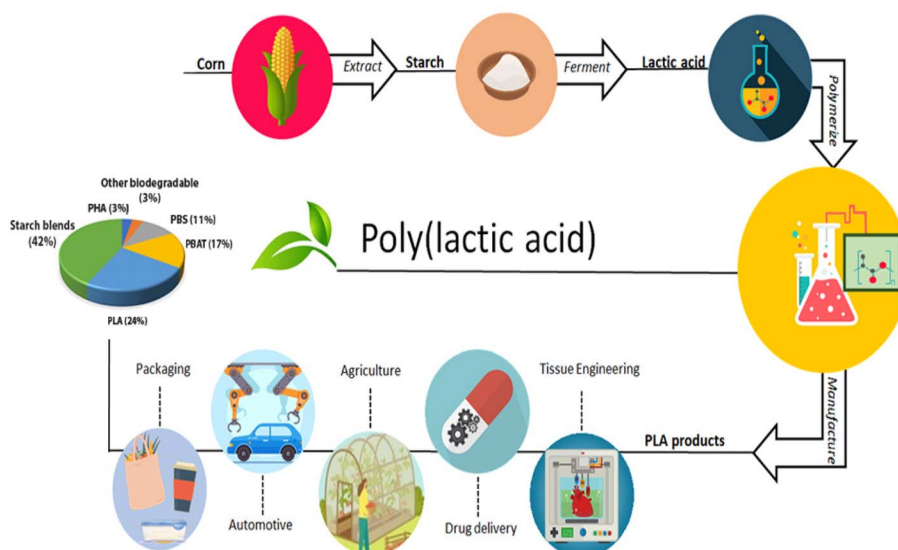 Corn
Extract
Starch
Ferment
Lactic acid
Polymerize
Other biodegradable
(3%)
PHA (3%)
PBS (11%)
Starch blends
(42%)
PBAT (17%)
PLA (24%)
Poly(lactic acid)
n
Manufacture
PLA products
Packaging
Agriculture
Tissue Engineering
Automotive
Drug delivery